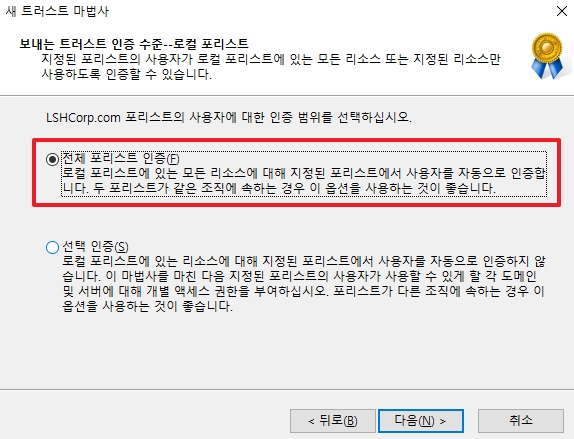 새 트러스트 마법사
보내는 트러스트 인증 수준--로컬 포리스트
지정된 포리스트의 사용자가 로컬 포리스트에 있는 모든 리소스 또는 지정된 리소스만
사용하도록 인증할 수 있습니다.
LSHCorp.com 포리스트의 사용자에 대한 인증 범위를 선택하십시오.
전체 포리스트 인증(F)
로컬 포리스트에 있는 모든 리소스에 대해 지정된 포리스트에서 사용자를 자동으로 인증합
니다. 두 포리스트가 같은 조직에 속하는 경우 이 옵션을 사용하는 것이 좋습니다.
선택 인증(S)
로컬 포리스트에 있는 리소스에 대해 지정된 포리스트에서 사용자를 자동으로 인증하지 않
습니다. 이 마법사를 마친 다음 지정된 포리스트의 사용자가 사용할 수 있게 할 각 도메인
및 서버에 대해 개별 액세스 권한을 부여하십시오. 포리스트가 다른 조직에 속하는 경우 이
옵션을 사용하는 것이 좋습니다.
< 뒤로(B)
다음(N) >
취소